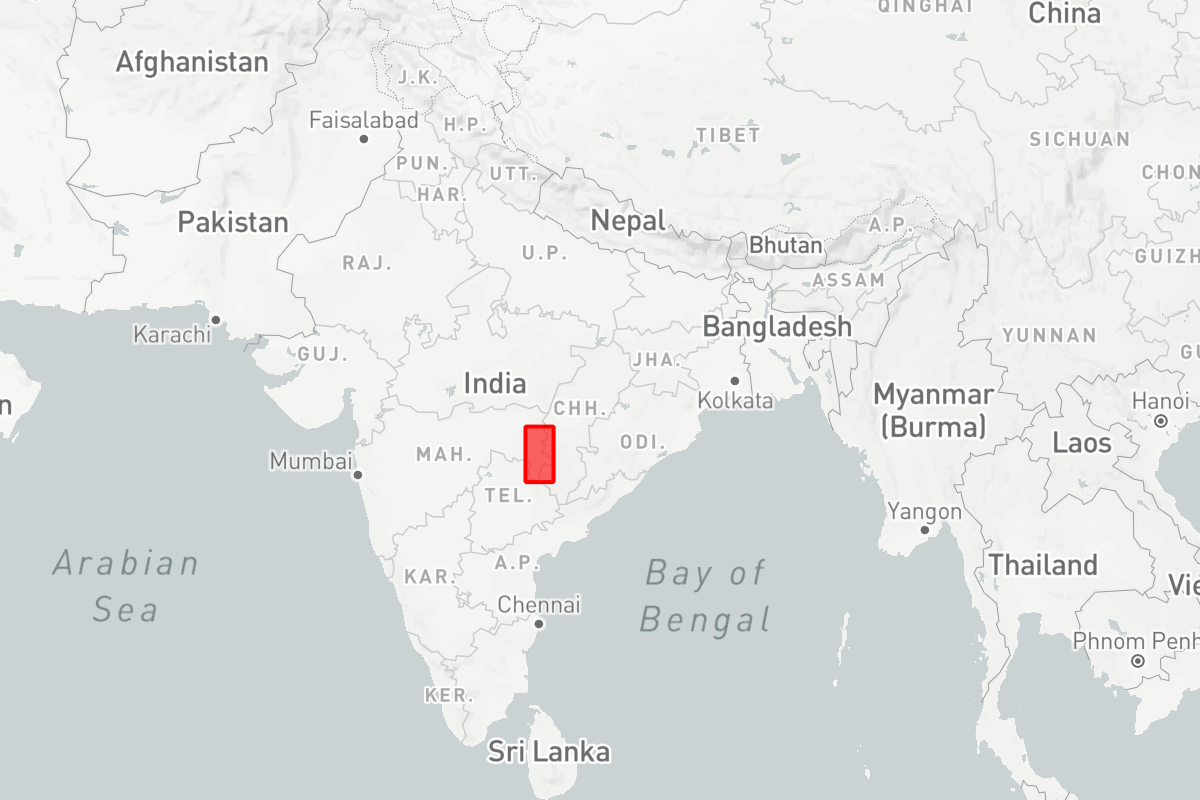 QINGHAI
China
Afghanistan
J.K.
Faisalabad
H.P.
TIBET
SICHUAN
PUN.
UTT.
CHON
HAR.
Pakistan
Nepal
A.P.
Bhutan
RAJ.
U.P.
GUIZH
ASSAM
Karachi
Bangladesh
YUNNAN
GUJ.
JHA.
GU
India
Kolkata
Myanmar
(Burma)
Hanoi
n
CHH.
ODI.
Laos
MAH.
Mumbai
TEL.
Yangon
Arabian
Sea
A.P.
Bay of
Bengal
Thailand
KAR.
Vie
Chennai
Phnom Penh
KER.
Sri Lanka